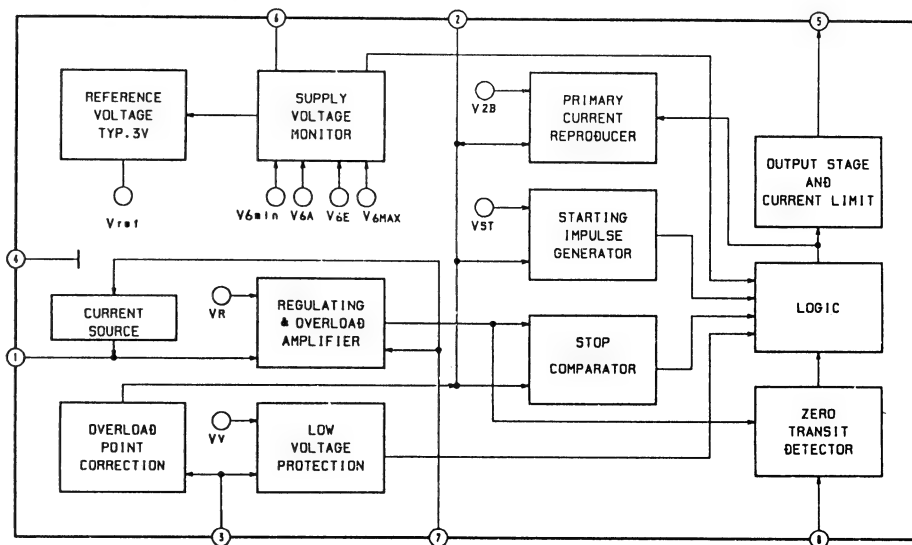 6
2
5
REFERENCE
VOLTAGE
TYP.3V
SUPPLY
VOLTAGE
MONITOR
V2B
PRIMARY
CURRENT
REPRODUCER
OUTPUT STAGE
AND
CURRENT LIMIT
Vref
V6min
V6A
V6E
V6MAX
VST
STARTING
IMPULSE
GENERATOR
4
CURRENT
SOURCE
VR
REGULATING
& OVERLOAD
AMPLIFIER
LOGIC
1
STOP
COMPARATOR
OVERLOAD
POINT
CORRECTION
VV
LOW
VOLTAGE
PROTECTION
ZERO
TRANSIT
DETECTOR
3
7
8